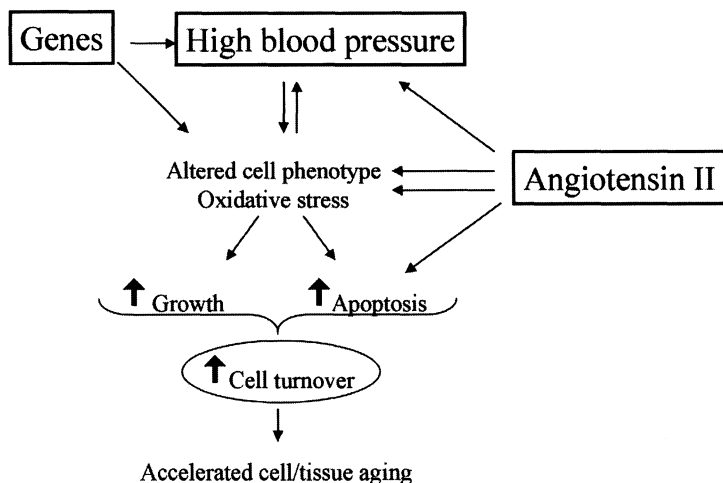 Genes
High blood pressure
Altered cell phenotype
Oxidative stress
Angiotensin II
Growth
Apoptosis
Cell turnover
Accelerated cell/tissue aging